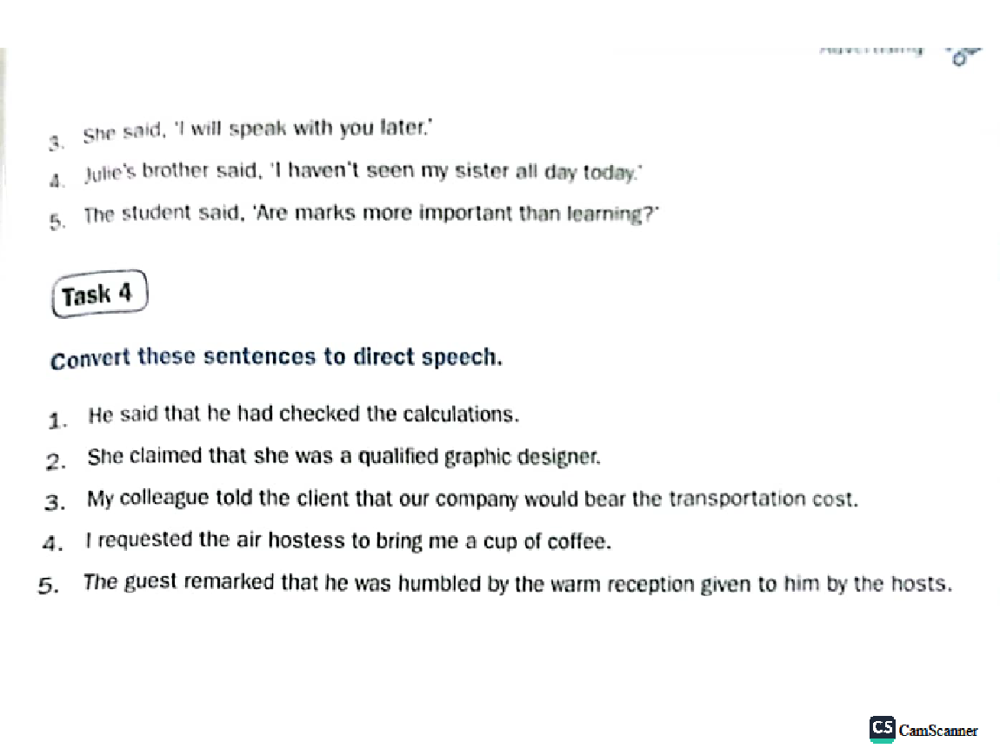 Advertising
3. She said, 'I will speak with you later.'
4. Julie's brother said, 'I haven't seen my sister all day today.'
5. The student said, 'Are marks more important than learning?'
Task 4
Convert these sentences to direct speech.
1. He said that he had checked the calculations.
2. She claimed that she was a qualified graphic designer.
3. My colleague told the client that our company would bear the transportation cost.
4. I requested the air hostess to bring me a cup of coffee.
5. The guest remarked that he was humbled by the warm reception given to him by the hosts.
CS CamScanner